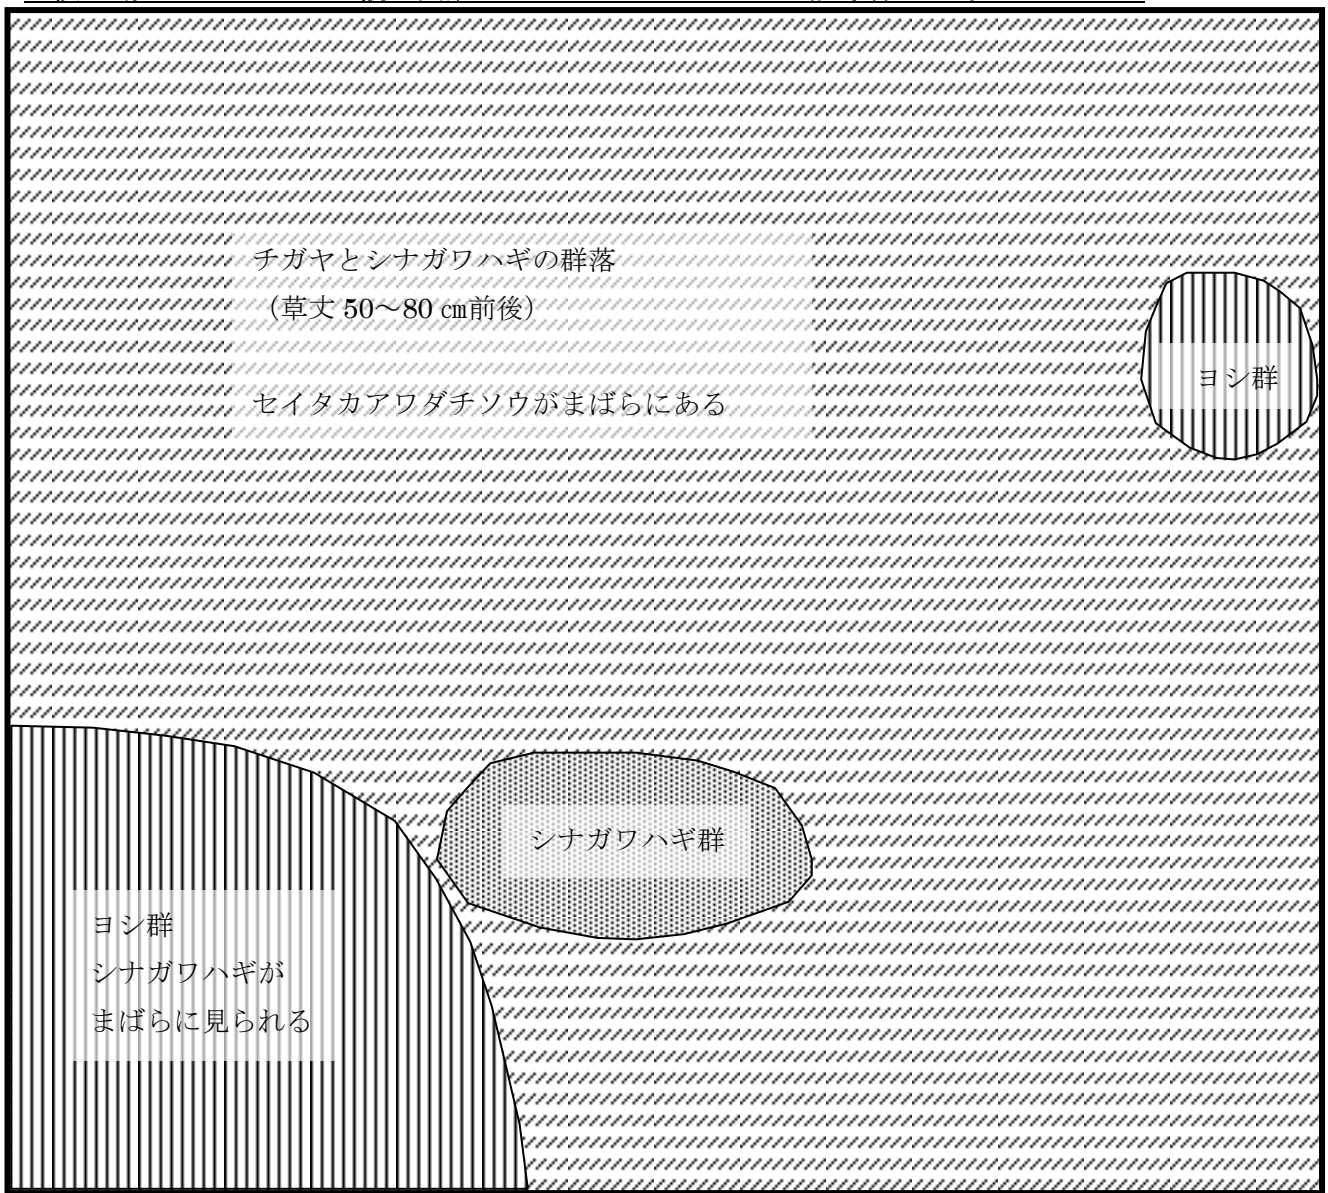 チガヤとシナガワハギの群落
（草丈 50～80 ㎝前後）
セイタカアワダチソウがまばらにある
ヨシ群
シナガワハギ群
ヨシ群
シナガワハギが
まばらに見られる